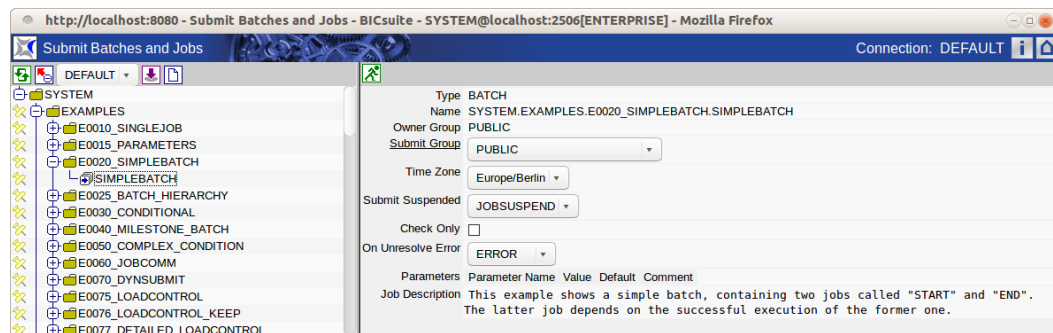 http://localhost:8080 - Submit Batches and Jobs - BICsuite - SYSTEM@localhost:2506[ENTERPRISE] - Mozilla Firefox
Submit Batches and Jobs
Connection: DEFAULT
DEFAULT
SYSTEM
EXAMPLES
E0010_SINGLEJOB
E0015_PARAMETERS
E0020_SIMPLEBATCH
SIMPLEBATCH
E0025_BATCH_HIERARCHY
E0030_CONDITIONAL
E0040_MILESTONE_BATCH
E0050_COMPLEX_CONDITION
E0060_JOBCOMM
E0070_DYNSUBMIT
E0075_LOADCONTROL
E0076_LOADCONTROL_KEEP
E0077_DETAILED_LOADCONTROL
Type BATCH
Name SYSTEM.EXAMPLES.E0020_SIMPLEBATCH.SIMPLEBATCH
Owner Group PUBLIC
Submit Group PUBLIC
Time Zone Europe/Berlin
Submit Suspended JOBSUSPEND
Check Only
On Unresolve Error ERROR
Parameters Parameter Name Value Default Comment
Job Description This example shows a simple batch, containing two jobs called "START" and "END".
The latter job depends on the successful execution of the former one.